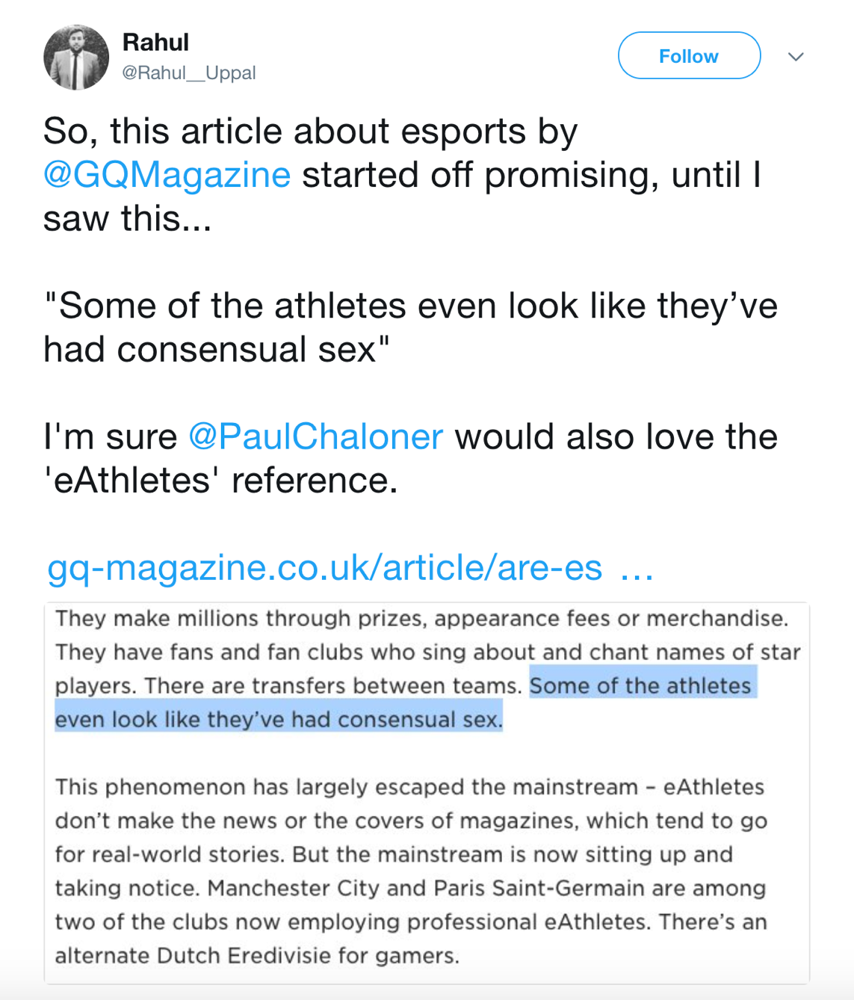 Rahul
@Rahul__Uppal
Follow
So, this article about esports by
@GQMagazine started off promising, until I
saw this...
"Some of the athletes even look like they’ve
had consensual sex"
I'm sure @PaulChaloner would also love the
'eAthletes' reference.
gq-magazine.co.uk/article/are-es …
They make millions through prizes, appearance fees or merchandise.
They have fans and fan clubs who sing about and chant names of star
players. There are transfers between teams. Some of the athletes
even look like they’ve had consensual sex.
This phenomenon has largely escaped the mainstream – eAthletes
don’t make the news or the covers of magazines, which tend to go
for real-world stories. But the mainstream is now sitting up and
taking notice. Manchester City and Paris Saint-Germain are among
two of the clubs now employing professional eAthletes. There’s an
alternate Dutch Eredivisie for gamers.